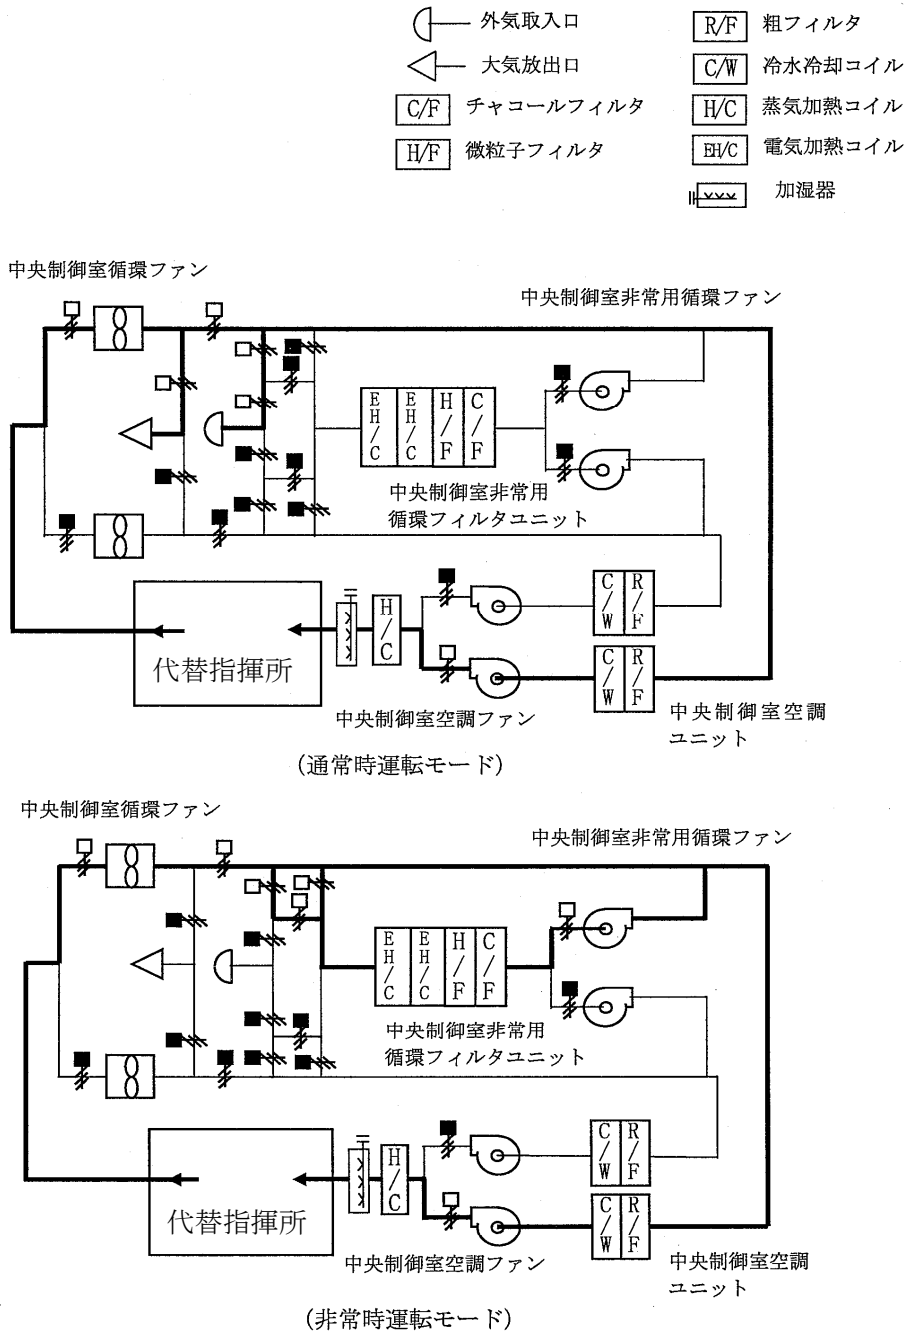 外気取入口
大気放出口
C/F チャコールフィルタ
H/F 微粒子フィルタ
R/F 粗フィルタ
C/W 冷水冷却コイル
H/C 蒸気加熱コイル
EH/C 電気加熱コイル
加湿器
中央制御室循環ファン
中央制御室非常用循環ファン
EH/C EH/C H/F C/F
中央制御室非常用
循環フィルタユニット
C/W R/F
H/C
C/W R/F
代替指揮所
中央制御室空調ファン
中央制御室空調
ユニット
(通常時運転モード)
中央制御室循環ファン
中央制御室非常用循環ファン
EH/C EH/C H/F C/F
中央制御室非常用
循環フィルタユニット
C/W R/F
H/C
C/W R/F
代替指揮所
中央制御室空調ファン
中央制御室空調
ユニット
(非常時運転モード)